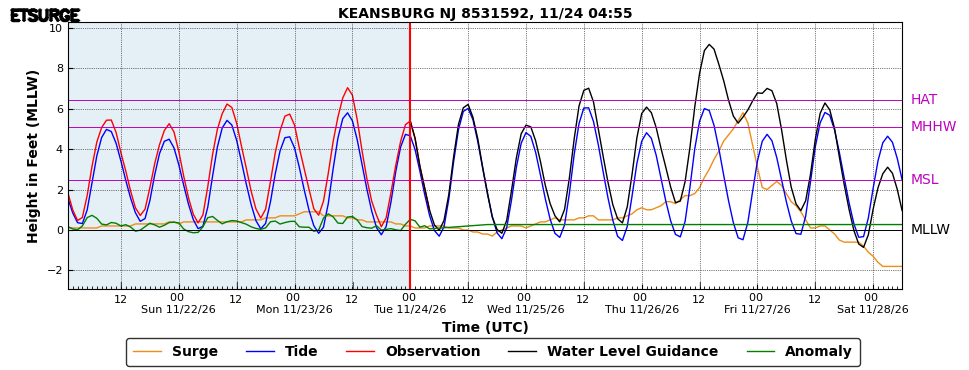 ETSURGE
KEANSBURG NJ 8531592, 11/24 04:55
Height in Feet (MLLW)
10
8
6
4
2
0
−2
HAT
MHHW
MSL
MLLW
12 00 12 00 12 00 12 00 12 00 12 00 12 00
Sun 11/22/26 Mon 11/23/26 Tue 11/24/26 Wed 11/25/26 Thu 11/26/26 Fri 11/27/26 Sat 11/28/26
Time (UTC)
Surge Tide Observation Water Level Guidance Anomaly